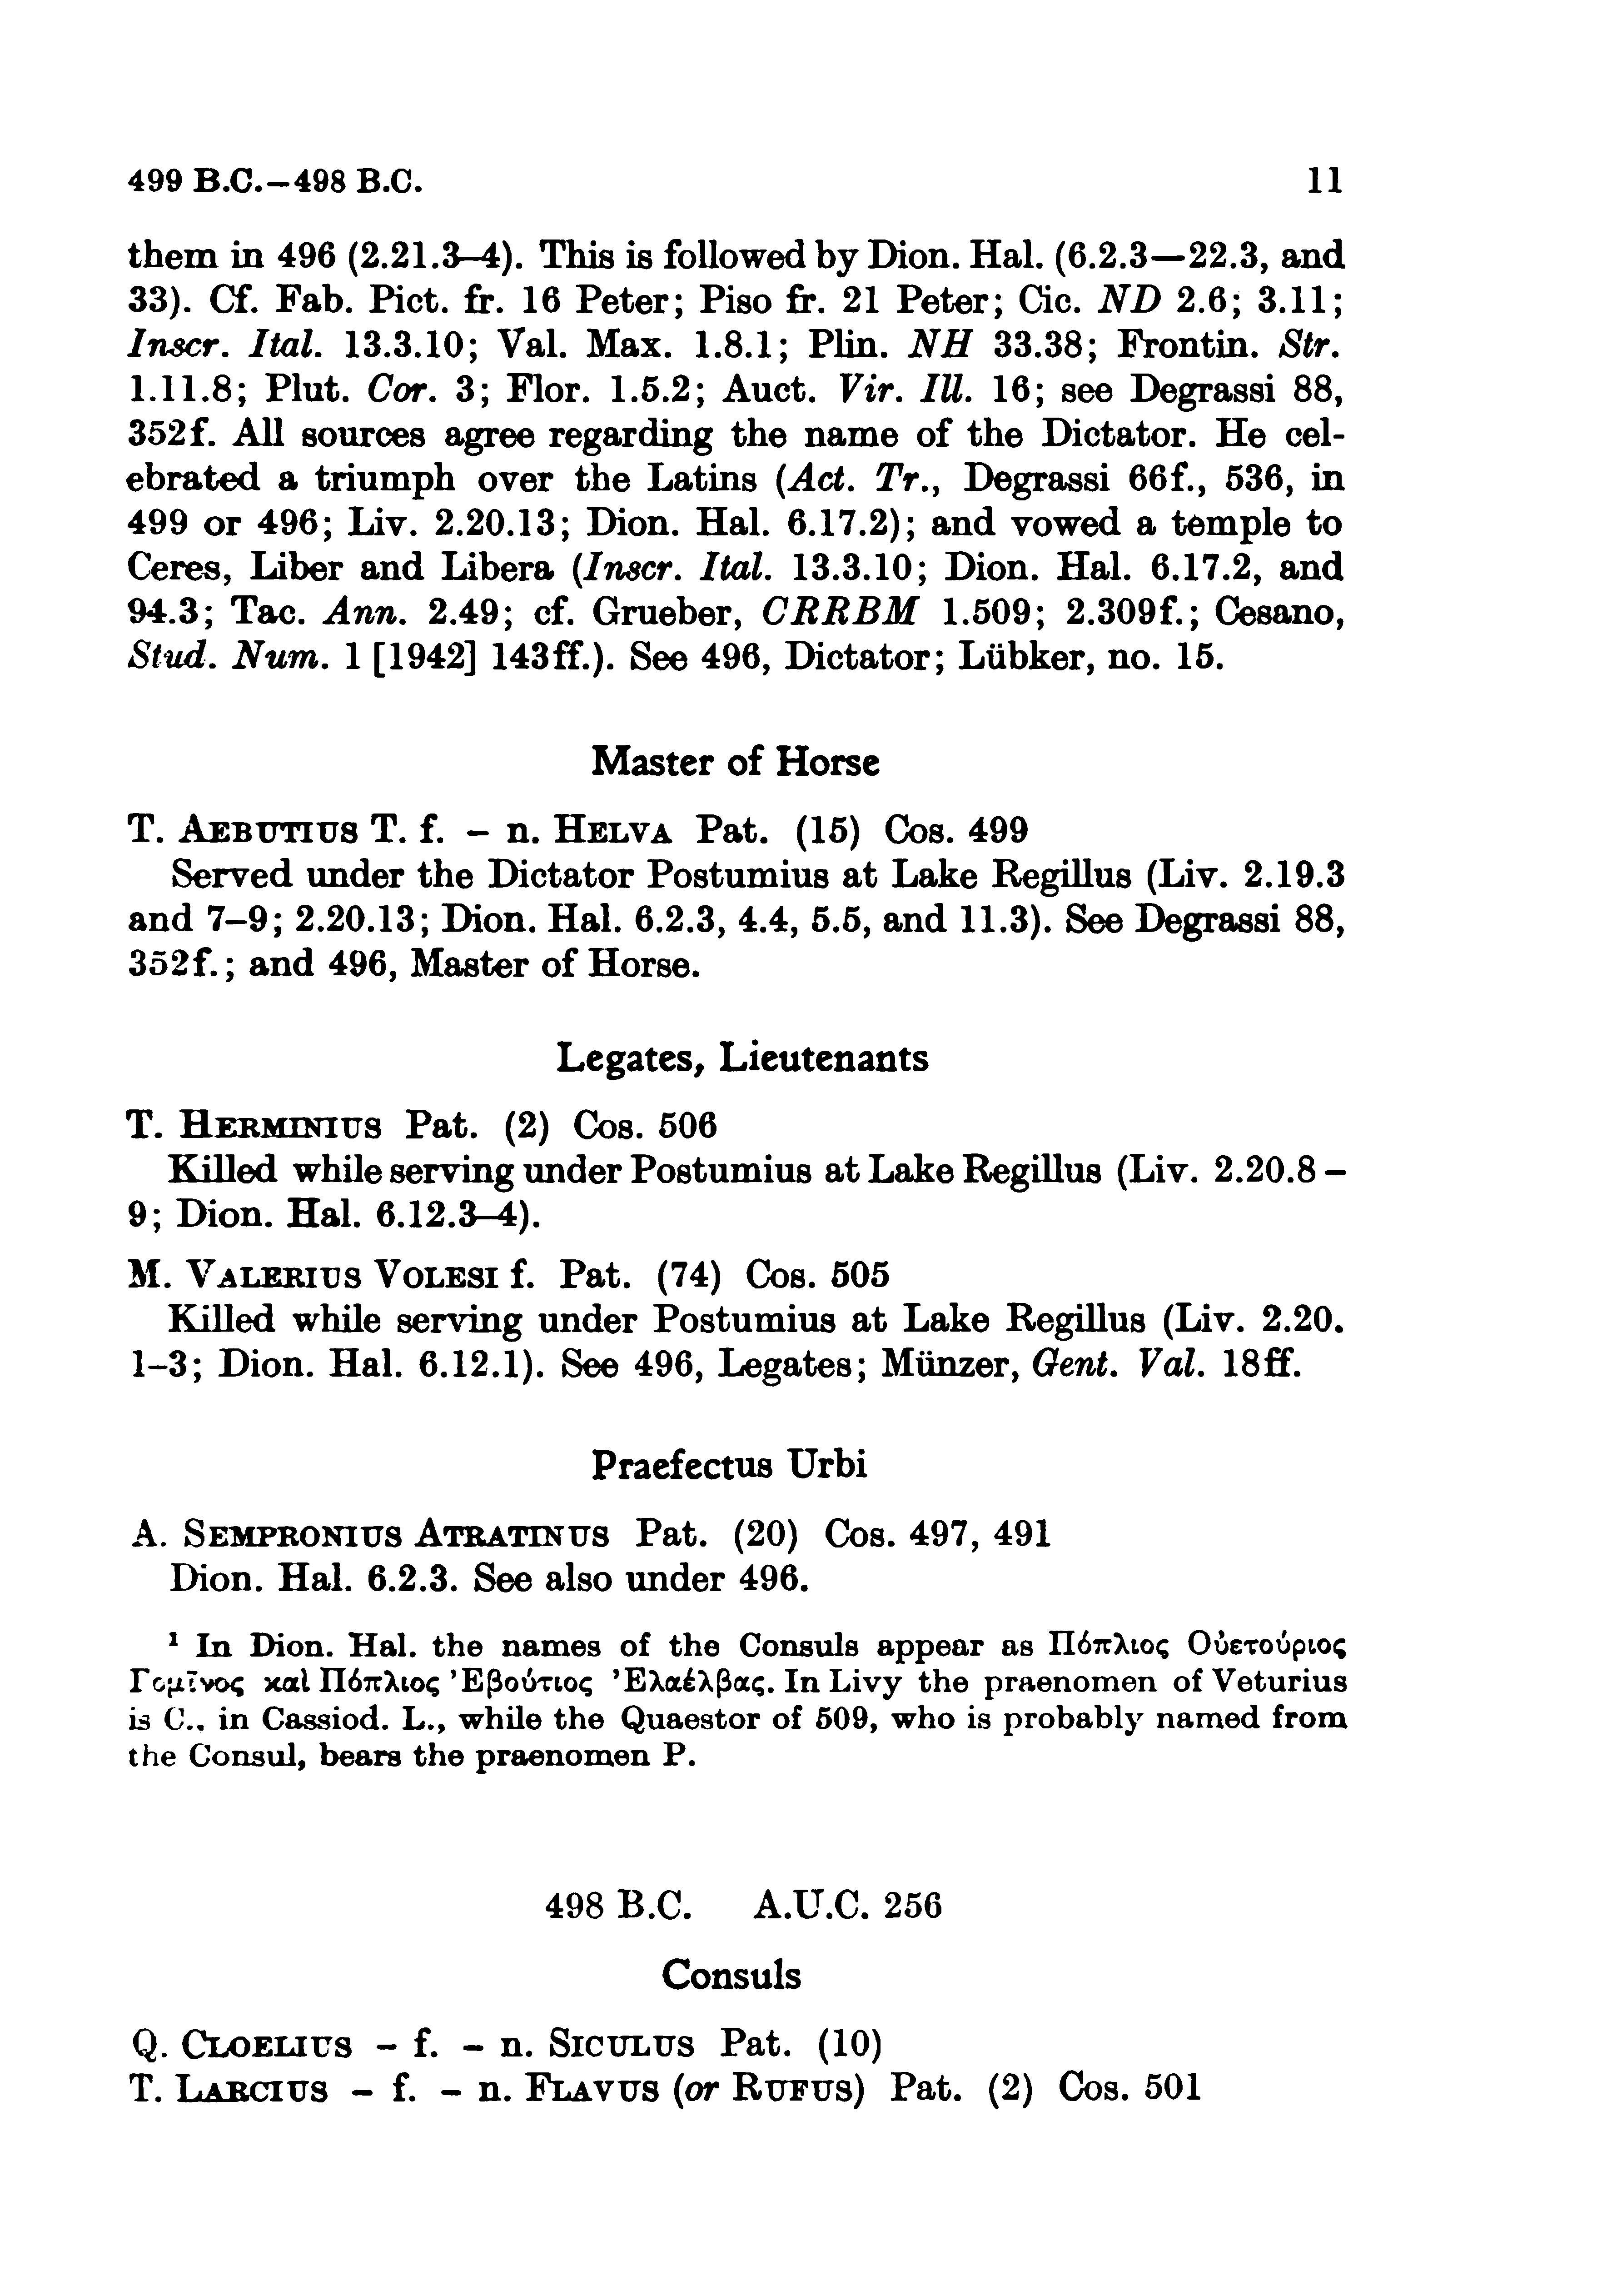 499 B.C.–498 B.C. 11
them in 496 (2.21.3–4). This is followed by Dion. Hal. (6.2.3—22.3, and
33). Cf. Fab. Pict. fr. 16 Peter; Piso fr. 21 Peter; Cic. ND 2.6; 3.11;
Inscr. Ital. 13.3.10; Val. Max. 1.8.1; Plin. NH 33.38; Frontin. Str.
1.11.8; Plut. Cor. 3; Flor. 1.5.2; Auct. Vir. Ill. 16; see Degrassi 88,
352f. All sources agree regarding the name of the Dictator. He cel-
ebrated a triumph over the Latins (Act. Tr., Degrassi 66f., 536, in
499 or 496; Liv. 2.20.13; Dion. Hal. 6.17.2); and vowed a temple to
Ceres, Liber and Libera (Inscr. Ital. 13.3.10; Dion. Hal. 6.17.2, and
94.3; Tac. Ann. 2.49; cf. Grueber, CRRBM 1.509; 2.309f.; Cesano,
Stud. Num. 1 [1942] 143ff.). See 496, Dictator; Lübker, no. 15.
Master of Horse
T. AEBUTIUS T. f. – n. HELVA Pat. (15) Cos. 499
Served under the Dictator Postumius at Lake Regillus (Liv. 2.19.3
and 7–9; 2.20.13; Dion. Hal. 6.2.3, 4.4, 5.5, and 11.3). See Degrassi 88,
352f.; and 496, Master of Horse.
Legates, Lieutenants
T. HERMINIUS Pat. (2) Cos. 506
Killed while serving under Postumius at Lake Regillus (Liv. 2.20.8 –
9; Dion. Hal. 6.12.3–4).
M. VALERIUS VOLESI f. Pat. (74) Cos. 505
Killed while serving under Postumius at Lake Regillus (Liv. 2.20.
1–3; Dion. Hal. 6.12.1). See 496, Legates; Münzer, Gent. Val. 18ff.
Praefectus Urbi
A. SEMPRONIUS ATRATINUS Pat. (20) Cos. 497, 491
Dion. Hal. 6.2.3. See also under 496.
¹ In Dion. Hal. the names of the Consuls appear as Πόπλιος Οὐετούριος
Γεμῖνος καὶ Πόπλιος ’Εβούτιος ’Ελαέλβας. In Livy the praenomen of Veturius
is C., in Cassiod. L., while the Quaestor of 509, who is probably named from
the Consul, bears the praenomen P.
498 B.C. A.U.C. 256
Consuls
Q. CLOELIUS – f. – n. SICULUS Pat. (10)
T. LARCIUS – f. – n. FLAVUS (or RUFUS) Pat. (2) Cos. 501